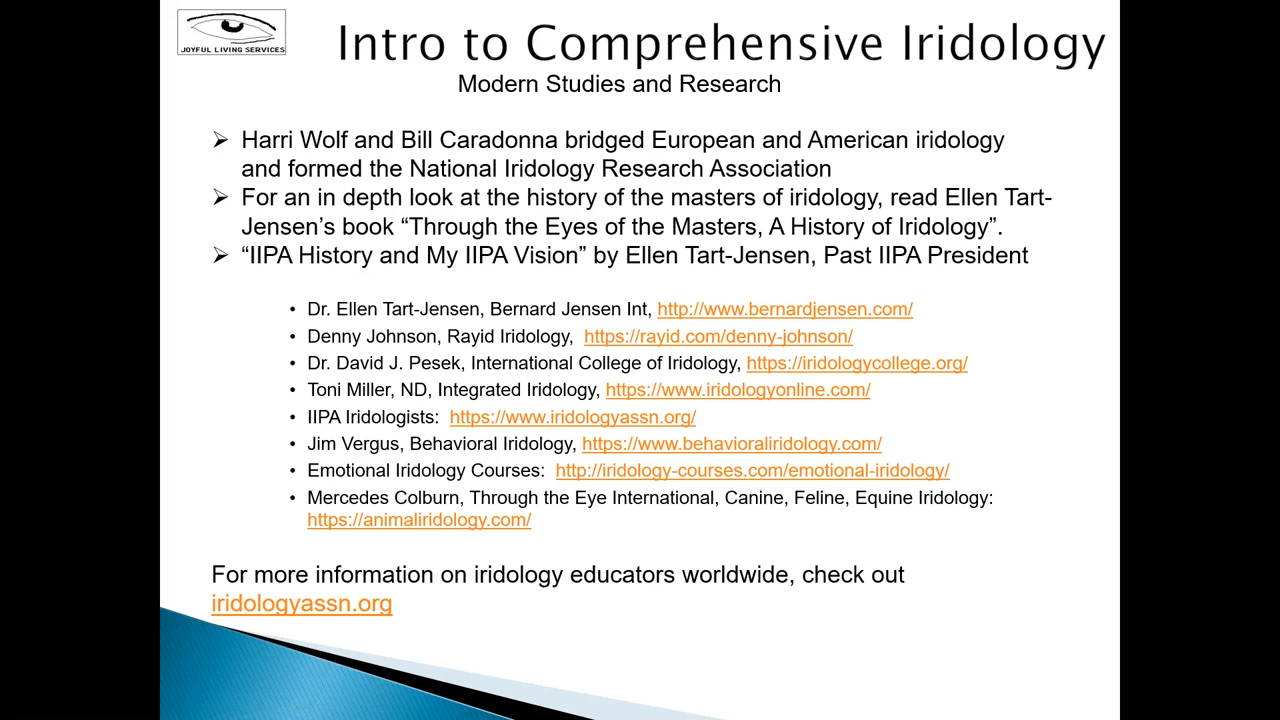 JOYFUL LIVING SERVICES
Intro to Comprehensive Iridology
Modern Studies and Research
➢ Harri Wolf and Bill Caradonna bridged European and American iridology
and formed the National Iridology Research Association
➢ For an in depth look at the history of the masters of iridology, read Ellen Tart-
Jensen’s book “Through the Eyes of the Masters, A History of Iridology”.
➢ “IIPA History and My IIPA Vision” by Ellen Tart-Jensen, Past IIPA President
• Dr. Ellen Tart-Jensen, Bernard Jensen Int, http://www.bernardjensen.com/
• Denny Johnson, Rayid Iridology, https://rayid.com/denny-johnson/
• Dr. David J. Pesek, International College of Iridology, https://iridologycollege.org/
• Toni Miller, ND, Integrated Iridology, https://www.iridologyonline.com/
• IIPA Iridologists: https://www.iridologyassn.org/
• Jim Vergus, Behavioral Iridology, https://www.behavioraliridology.com/
• Emotional Iridology Courses: http://iridology-courses.com/emotional-iridology/
• Mercedes Colburn, Through the Eye International, Canine, Feline, Equine Iridology:
https://animaliridology.com/
For more information on iridology educators worldwide, check out
iridologyassn.org